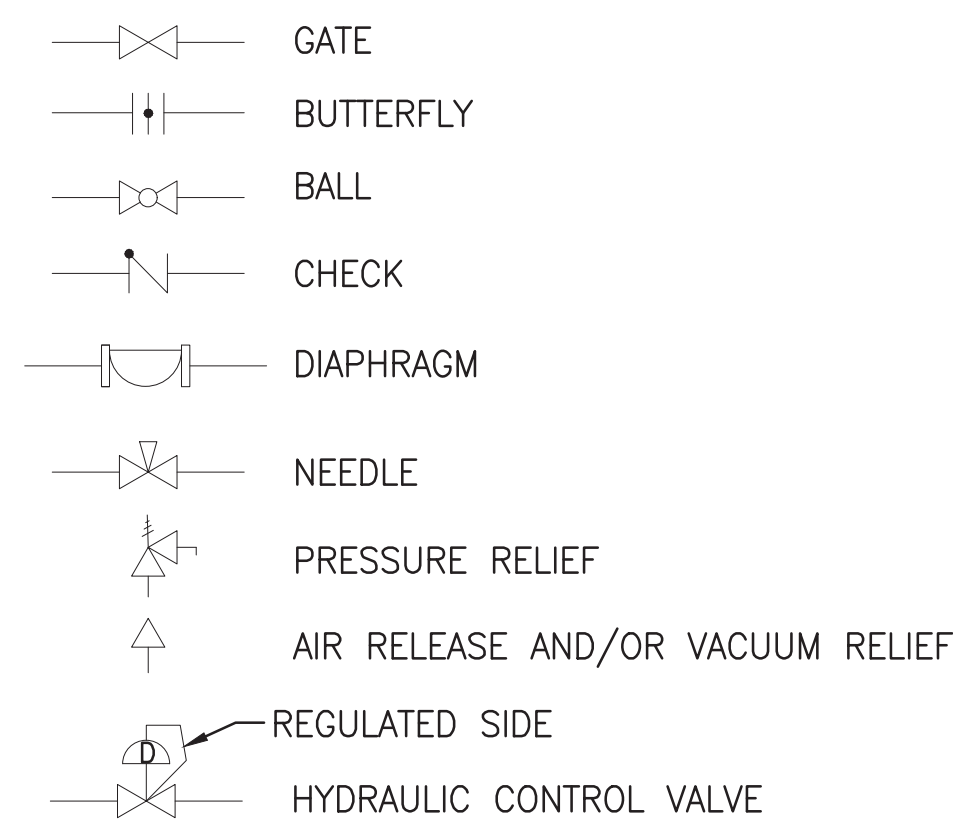 GATE
BUTTERFLY
BALL
CHECK
DIAPHRAGM
NEEDLE
PRESSURE RELIEF
AIR RELEASE AND/OR VACUUM RELIEF
REGULATED SIDE
D
HYDRAULIC CONTROL VALVE